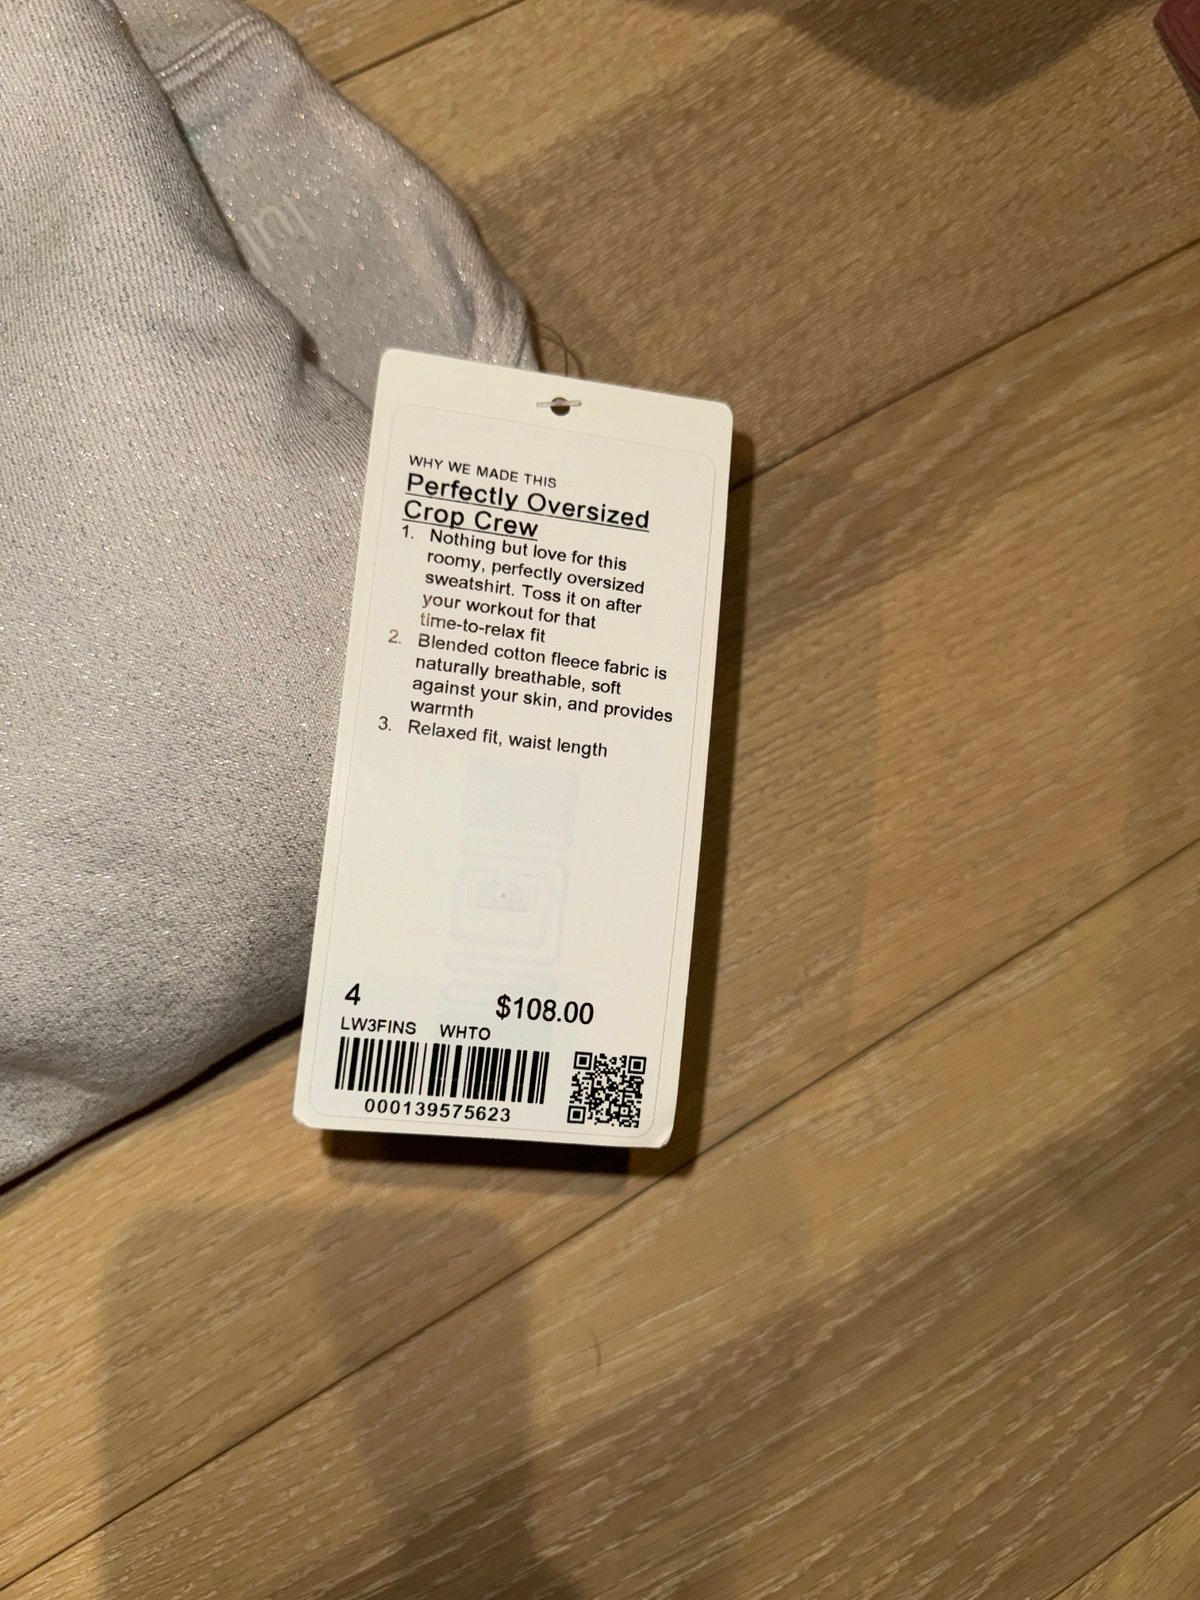 WHY WE MADE THIS
Perfectly Oversized
Crop Crew
1. Nothing but love for this
roomy, perfectly oversized
sweatshirt. Toss it on after
your workout for that
time-to-relax fit
2. Blended cotton fleece fabric is
naturally breathable, soft
against your skin, and provides
warmth
3. Relaxed fit, waist length
4 $108.00
LW3FINS WHTO
000139575623